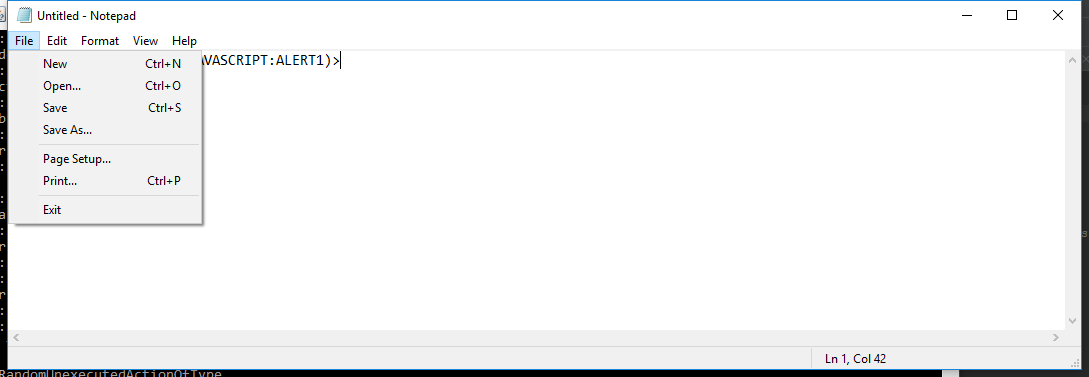 Untitled - Notepad
File Edit Format View Help
AVASCRIPT:ALERT1)>
New Ctrl+N
Open... Ctrl+O
Save Ctrl+S
Save As...
Page Setup...
Print... Ctrl+P
Exit
Ln 1, Col 42
RandomUnexecutedActionOfType